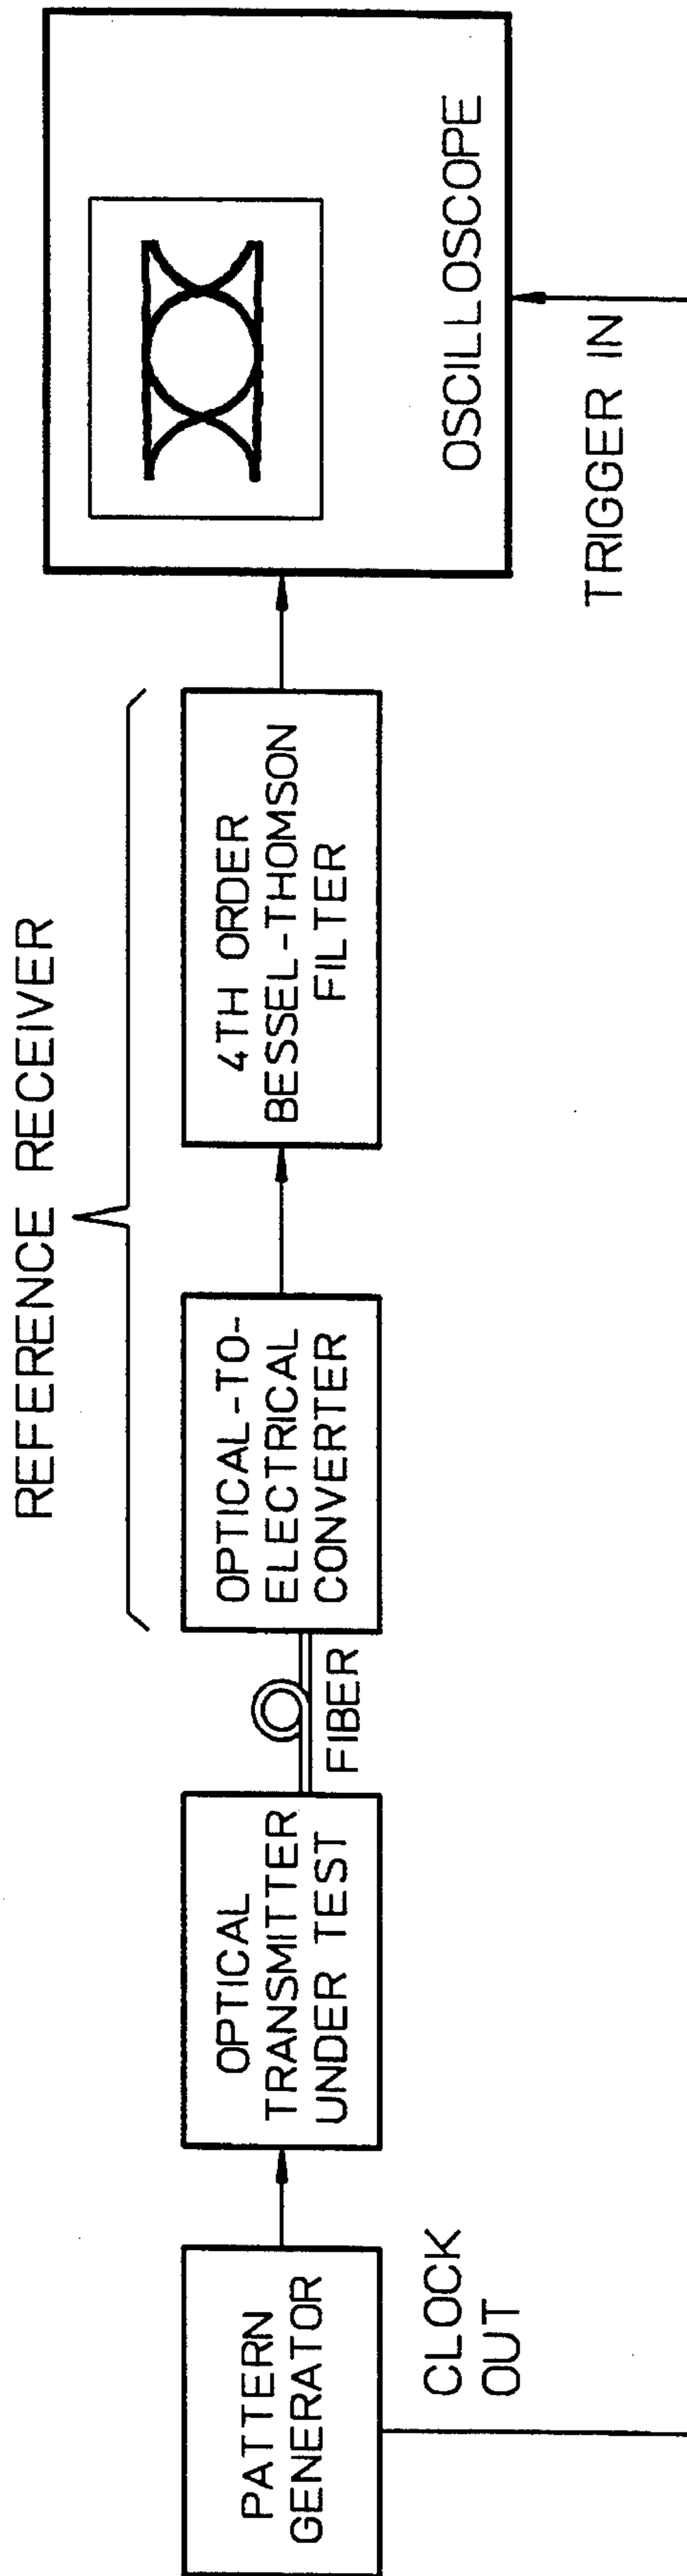 REFERENCE RECEIVER
PATTERN
GENERATOR
CLOCK
OUT
OPTICAL
TRANSMITTER
UNDER TEST
FIBER
OPTICAL-TO-
ELECTRICAL
CONVERTER
4TH ORDER
BESSEL-THOMSON
FILTER
OSCILLOSCOPE
TRIGGER IN